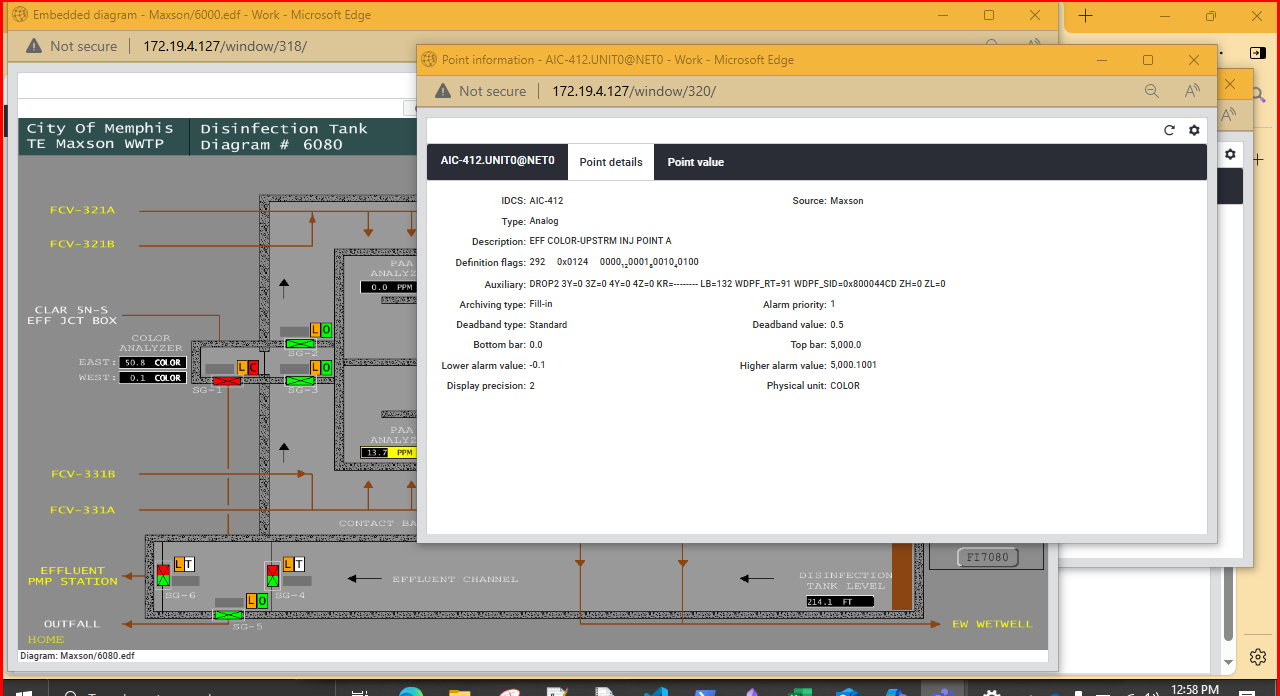 Embedded diagram - Maxson/6000.edf - Work - Microsoft Edge
Not secure | 172.19.4.127/window/318/
Point information - AIC-412.UNIT0@NET0 - Work - Microsoft Edge
Not secure | 172.19.4.127/window/320/
AIC-412.UNIT0@NET0 Point details Point value
IDCS: AIC-412 Source: Maxson
Type: Analog
Description: EFF COLOR-UPSTRM INJ POINT A
Definition flags: 292 0x0124 0000₁₂0001₈0010₄0100
Auxiliary: DROP2 3Y=0 3Z=0 4Y=0 4Z=0 KR=-------- LB=132 WDPF_RT=91 WDPF_SID=0x800044CD ZH=0 ZL=0
Archiving type: Fill-in Alarm priority: 1
Deadband type: Standard Deadband value: 0.5
Bottom bar: 0.0 Top bar: 5,000.0
Lower alarm value: -0.1 Higher alarm value: 5,000.1001
Display precision: 2 Physical unit: COLOR
City Of Memphis
TE Maxson WWTP
Disinfection Tank
Diagram # 6080
FCV-321A
FCV-321B
PAA
ANALYZ
0.0 PPM
CLAR 5N-S
EFF JCT BOX
L O
SG-2
COLOR
ANALYZER
EAST: 50.8 COLOR
WEST: 0.1 COLOR
L C
SG-1
L O
SG-3
PAA
ANALYZ
13.7 PPM
FCV-331B
FCV-331A
CONTACT BA
EFFLUENT
PMP STATION
L T
SG-6
L T
SG-4
EFFLUENT CHANNEL
L O
SG-5
DISINFECTION
TANK LEVEL
214.1 FT
FI7080
OUTFALL
EW WETWELL
HOME
Diagram: Maxson/6080.edf
12:58 PM